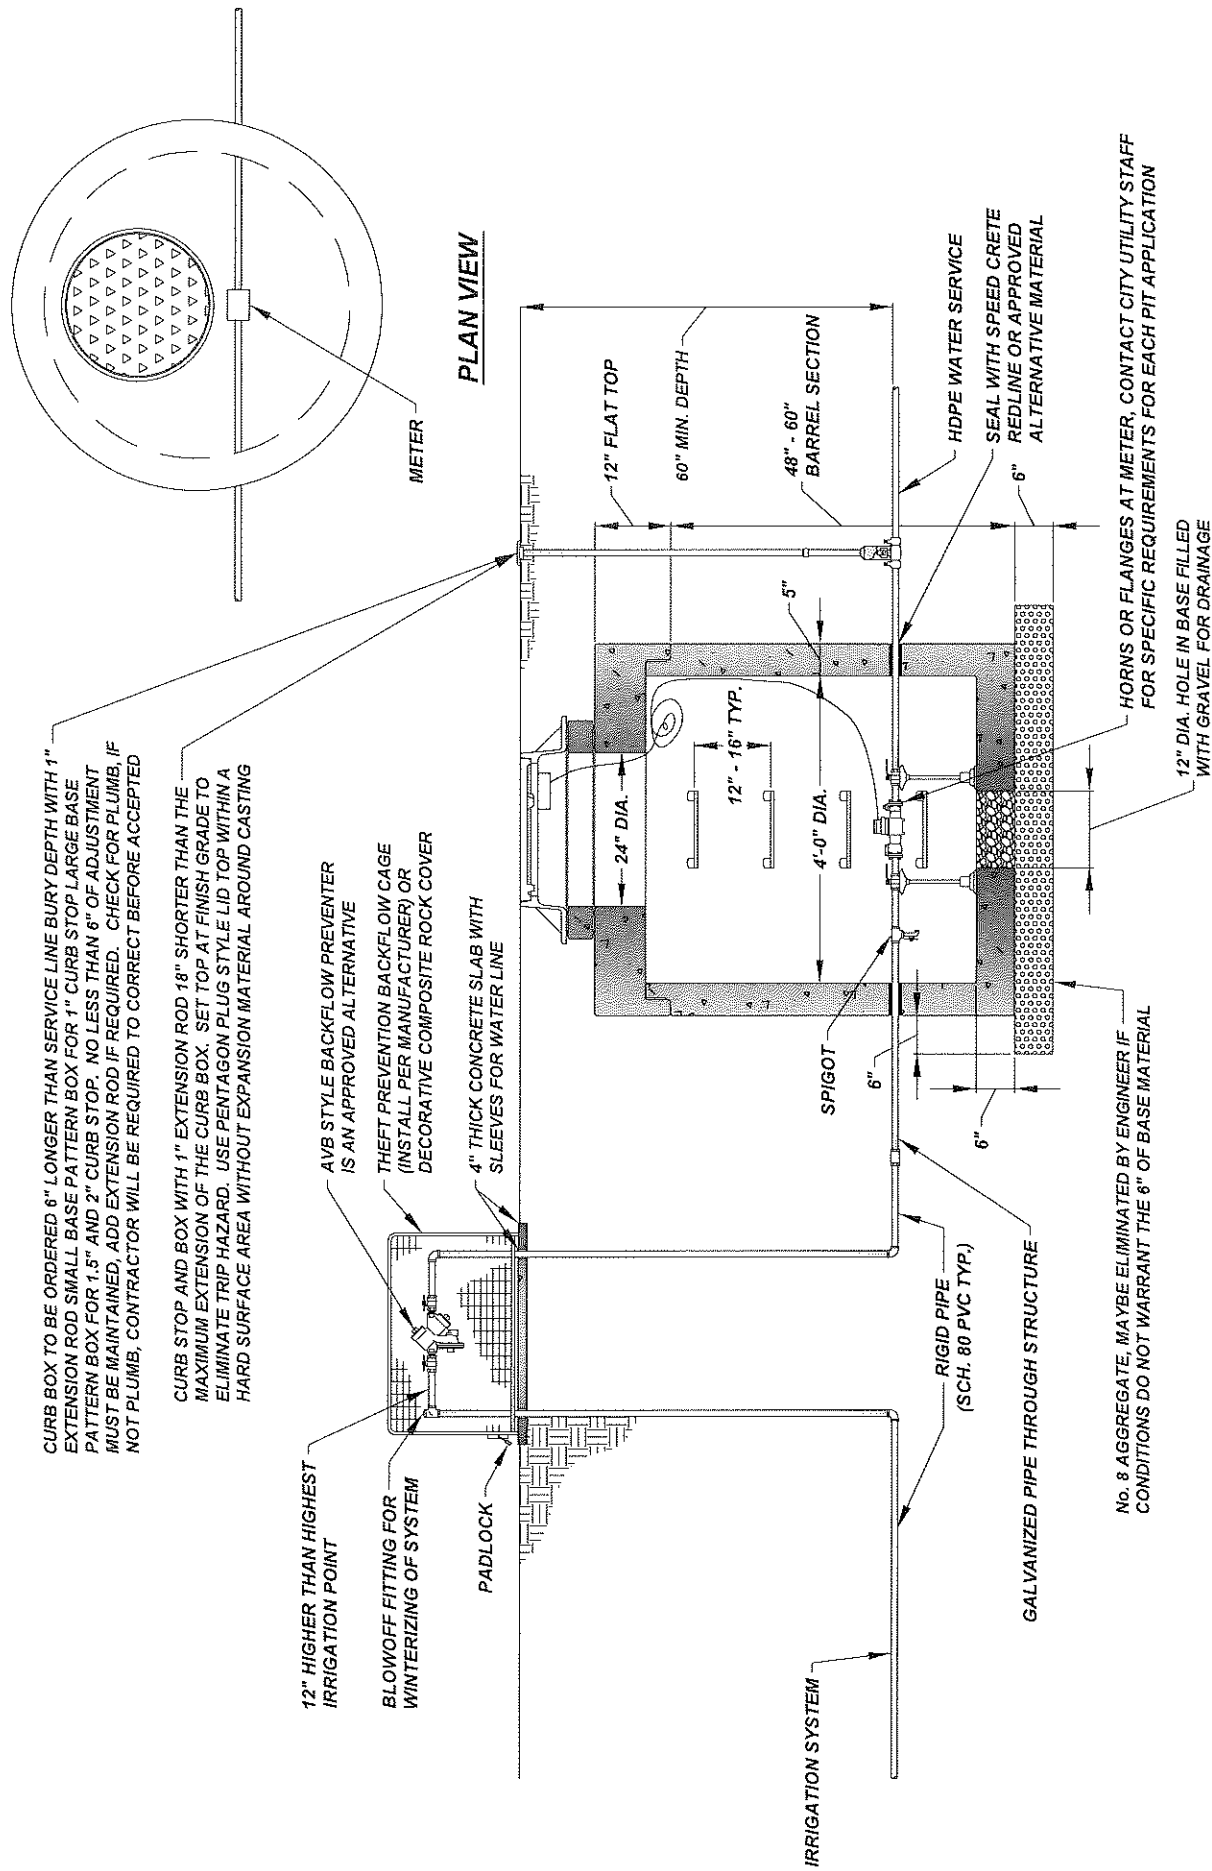 CURB BOX TO BE ORDERED 6" LONGER THAN SERVICE LINE BURY DEPTH WITH 1"
EXTENSION ROD SMALL BASE PATTERN BOX FOR 1" CURB STOP LARGE BASE
PATTERN BOX FOR 1.5" AND 2" CURB STOP. NO LESS THAN 6" OF ADJUSTMENT
MUST BE MAINTAINED, ADD EXTENSION ROD IF REQUIRED. CHECK FOR PLUMB, IF
NOT PLUMB, CONTRACTOR WILL BE REQUIRED TO CORRECT BEFORE ACCEPTED
CURB STOP AND BOX WITH 1" EXTENSION ROD 18" SHORTER THAN THE
MAXIMUM EXTENSION OF THE CURB BOX. SET TOP AT FINISH GRADE TO
ELIMINATE TRIP HAZARD. USE PENTAGON PLUG STYLE LID TOP WITHIN A
HARD SURFACE AREA WITHOUT EXPANSION MATERIAL AROUND CASTING
METER
PLAN VIEW
12" HIGHER THAN HIGHEST
IRRIGATION POINT
BLOWOFF FITTING FOR
WINTERIZING OF SYSTEM
PADLOCK
AVB STYLE BACKFLOW PREVENTER
IS AN APPROVED ALTERNATIVE
THEFT PREVENTION BACKFLOW CAGE
(INSTALL PER MANUFACTURER) OR
DECORATIVE COMPOSITE ROCK COVER
4" THICK CONCRETE SLAB WITH
SLEEVES FOR WATER LINE
24" DIA.
12" - 16" TYP.
4'-0" DIA.
5"
12" FLAT TOP
60" MIN. DEPTH
48" - 60"
BARREL SECTION
HDPE WATER SERVICE
SEAL WITH SPEED CRETE
REDLINE OR APPROVED
ALTERNATIVE MATERIAL
6"
SPIGOT
6"
6"
IRRIGATION SYSTEM
RIGID PIPE
(SCH. 80 PVC TYP.)
GALVANIZED PIPE THROUGH STRUCTURE
No. 8 AGGREGATE, MAYBE ELIMINATED BY ENGINEER IF
CONDITIONS DO NOT WARRANT THE 6" OF BASE MATERIAL
HORNS OR FLANGES AT METER, CONTACT CITY UTILITY STAFF
FOR SPECIFIC REQUIREMENTS FOR EACH PIT APPLICATION
12" DIA. HOLE IN BASE FILLED
WITH GRAVEL FOR DRAINAGE